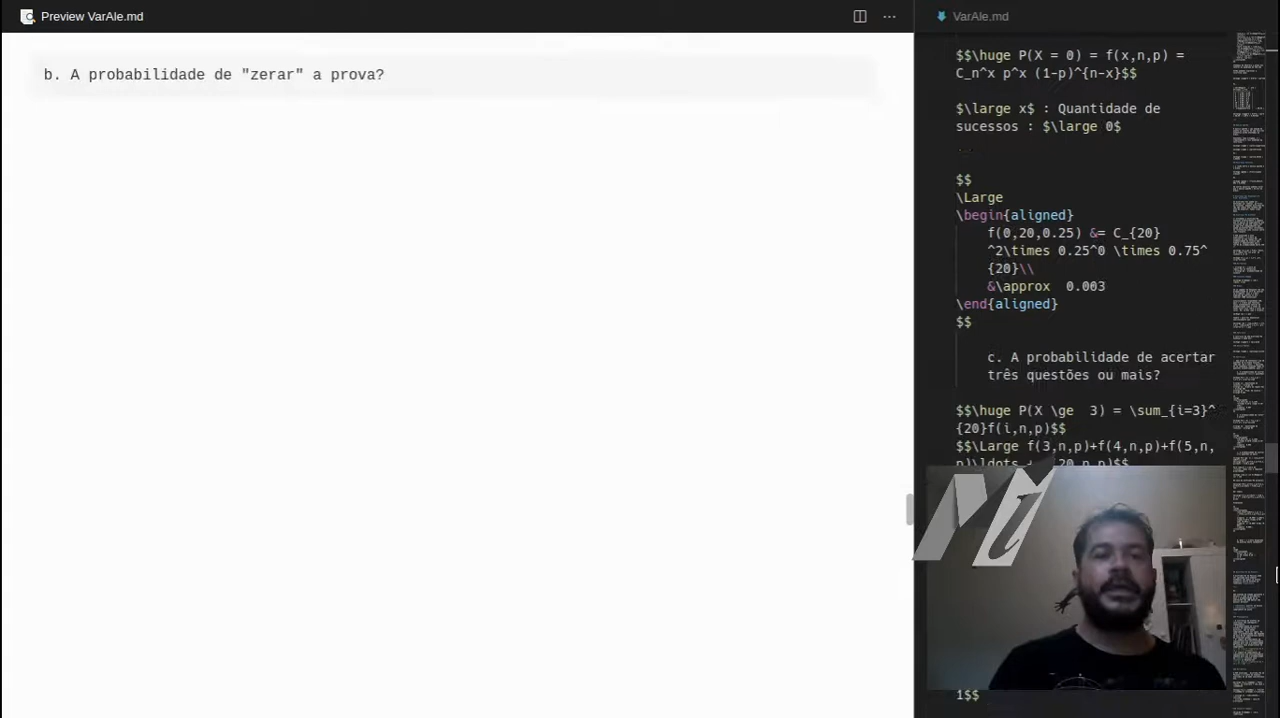 Preview VarAle.md
VarAle.md
b. A probabilidade de "zerar" a prova?
$$\huge P(X = 0) = f(x,n,p) =
C_n^x p^x (1-p)^{n-x}$$
$\large x$ : Quantidade de
sucessos : $\large 0$
$$
\Large
\begin{aligned}
f(0,20,0.25) &= C_{20}
^2\times 0.25^0 \times 0.75^
{20}\\
&\approx  0.003
\end{aligned}
$$
c. A probabilidade de acertar
três questões ou mais?
$$\huge P(X \ge  3) = \sum_{i=3}^
{20}f(i,n,p)$$
$$\Large f(3,n,p)+f(4,n,p)+f(5,n,
1$$